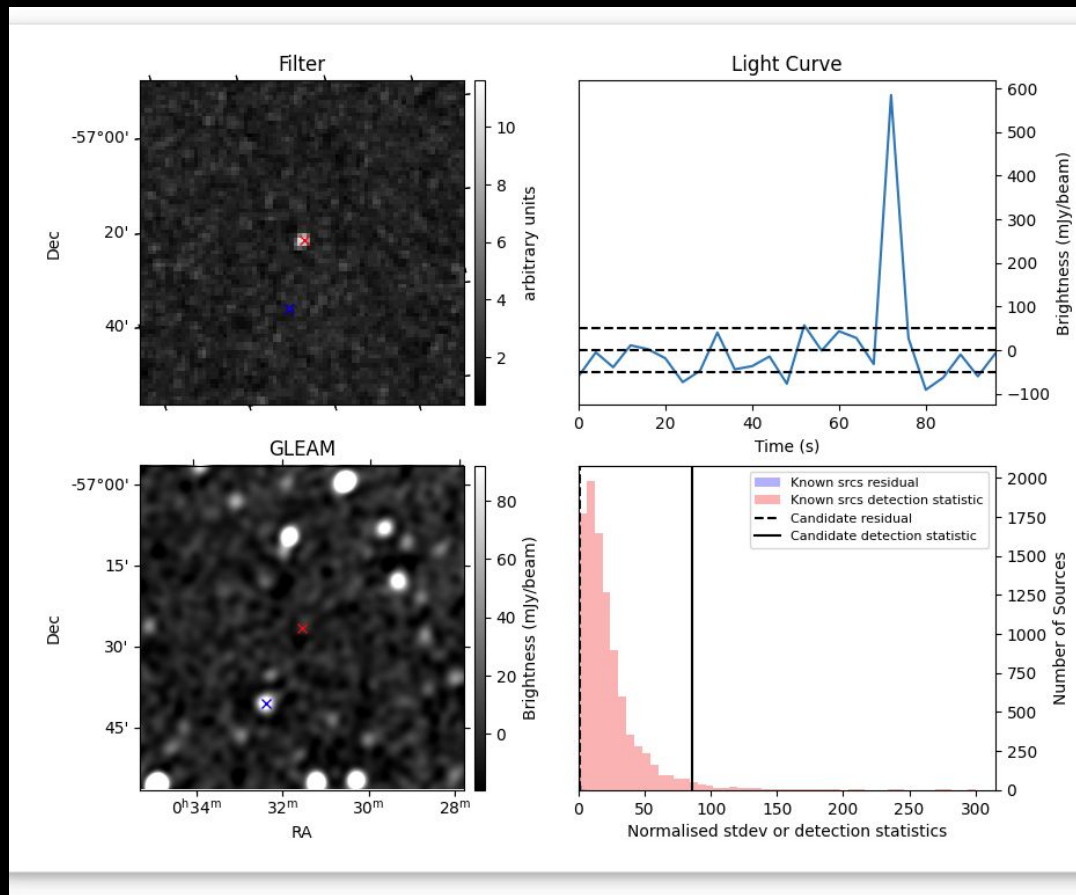 Filter
-57°00'
20'
40'
Dec
10
8
6
4
2
arbitrary units
Light Curve
600
500
400
300
200
100
0
−100
Brightness (mJy/beam)
0 20 40 60 80
Time (s)
GLEAM
-57°00'
15'
30'
45'
Dec
0ʰ34ᵐ 32ᵐ 30ᵐ 28ᵐ
RA
80
60
40
20
0
Brightness (mJy/beam)
Known srcs residual
Known srcs detection statistic
Candidate residual
Candidate detection statistic
2000
1750
1500
1250
1000
750
500
250
0
Number of Sources
0 50 100 150 200 250 300
Normalised stdev or detection statistics